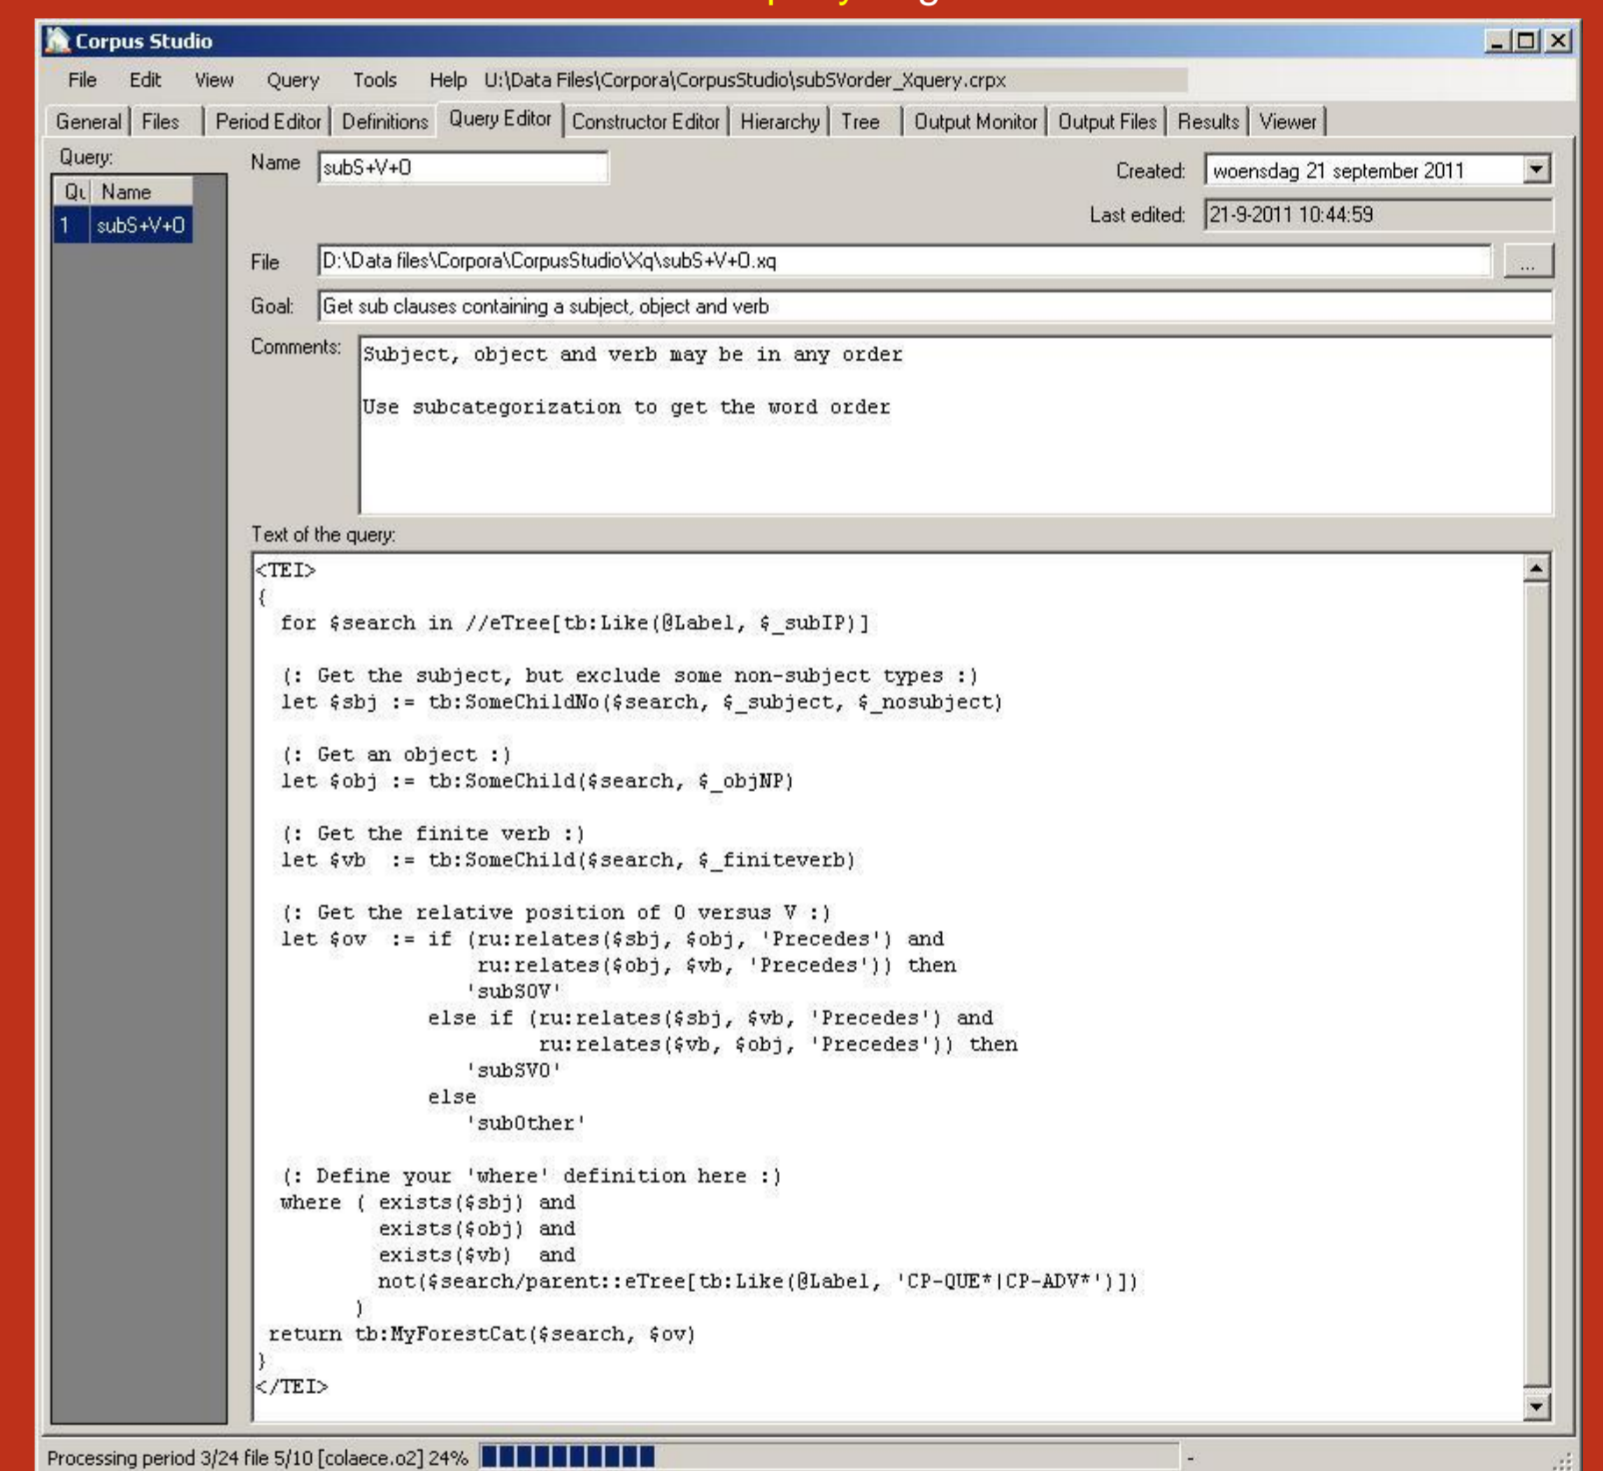 Corpus Studio
File Edit View Query Tools Help U:\Data Files\Corpora\CorpusStudio\subSVorder_Xquery.crpx
General Files Period Editor Definitions Query Editor Constructor Editor Hierarchy Tree Output Monitor Output Files Results Viewer
Query:
Qu Name
1 subS+V+O
Name subS+V+O
Created: woensdag 21 september 2011
Last edited: 21-9-2011 10:44:59
File D:\Data files\Corpora\CorpusStudio\Xq\subS+V+O.xq ...
Goal: Get sub clauses containing a subject, object and verb
Comments: Subject, object and verb may be in any order
Use subcategorization to get the word order
Text of the query:
<TEI>
{
for $search in //eTree[tb:Like(@Label, $_subIP)]
(: Get the subject, but exclude some non-subject types :)
let $sbj := tb:SomeChildNo($search, $_subject, $_nosubject)
(: Get an object :)
let $obj := tb:SomeChild($search, $_objNP)
(: Get the finite verb :)
let $vb := tb:SomeChild($search, $_finiteverb)
(: Get the relative position of O versus V :)
let $ov := if (ru:relates($sbj, $obj, 'Precedes') and
ru:relates($obj, $vb, 'Precedes')) then
'subSOV'
else if (ru:relates($sbj, $vb, 'Precedes') and
ru:relates($vb, $obj, 'Precedes')) then
'subSVO'
else
'subOther'
(: Define your 'where' definition here :)
where ( exists($sbj) and
exists($obj) and
exists($vb) and
not($search/parent::eTree[tb:Like(@Label, 'CP-QUE*|CP-ADV*')])
)
return tb:MyForestCat($search, $ov)
}
</TEI>
Processing period 3/24 file 5/10 [colaece.o2] 24% -